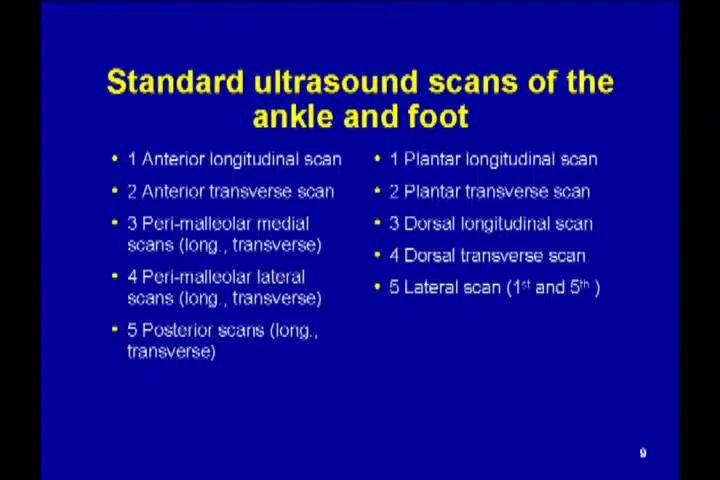 Standard ultrasound scans of the
ankle and foot
• 1 Anterior longitudinal scan
• 2 Anterior transverse scan
• 3 Peri-malleolar medial
scans (long., transverse)
• 4 Peri-malleolar lateral
scans (long., transverse)
• 5 Posterior scans (long.,
transverse)
• 1 Plantar longitudinal scan
• 2 Plantar transverse scan
• 3 Dorsal longitudinal scan
• 4 Dorsal transverse scan
• 5 Lateral scan (1st and 5th )
9